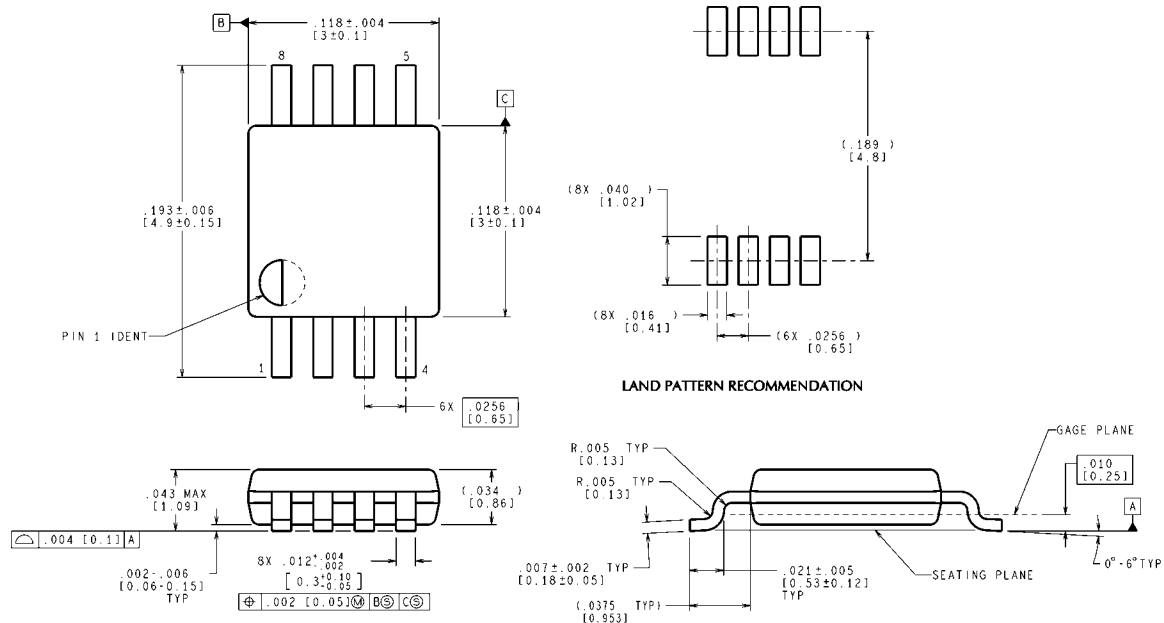 B
.118±.004
[3±0.1]
8
5
C
.193±.006
[4.9±0.15]
.118±.004
[3±0.1]
PIN 1 IDENT
1
4
6X .0256
[0.65]
(.189 )
[4.8]
(8X .040 )
[1.02]
(8X .016 )
[0.41]
(6X .0256 )
[0.65]
LAND PATTERN RECOMMENDATION
.043 MAX
[1.09]
(.034 )
[0.86]
⌓ .004 [0.1] A
.002-.006
[0.06-0.15]
TYP
8X .012 +.004 -.002
[ 0.3 +0.10 -0.05 ]
⌖ .002 [0.05] Ⓜ BⓈ CⓈ
R.005 TYP
[0.13]
R.005 TYP
[0.13]
GAGE PLANE
.010
[0.25]
A
0°-6° TYP
SEATING PLANE
.007±.002 TYP
[0.18±0.05]
.021±.005
[0.53±0.12]
TYP
(.0375 TYP)
[0.953]